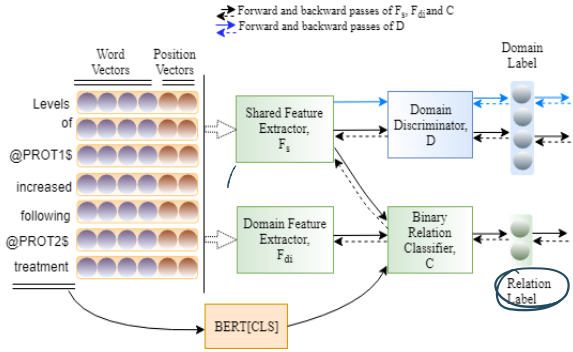 Forward and backward passes of Fs, Fdi and C
Forward and backward passes of D
Word
Vectors
Position
Vectors
Domain
Label
Levels
of
@PROT1$
increased
following
@PROT2$
treatment
Shared Feature
Extractor,
Fs
Domain
Discriminator,
D
Domain Feature
Extractor,
Fdi
Binary
Relation
Classifier,
C
Relation
Label
BERT[CLS]